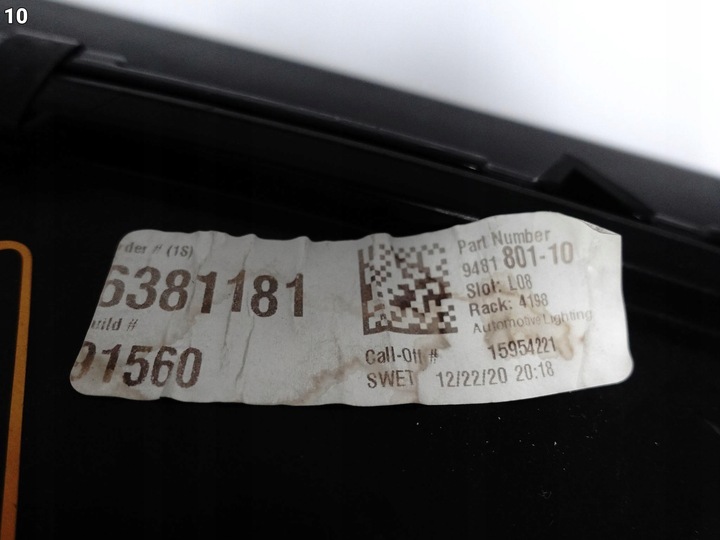 10
rder # (1S)
6381181
uild #
91560
Part Number
9481 801-10
Slot: L08
Rack: 4198
Automotive Lighting
Call-Off # 15954221
SWET 12/22/20 20:18